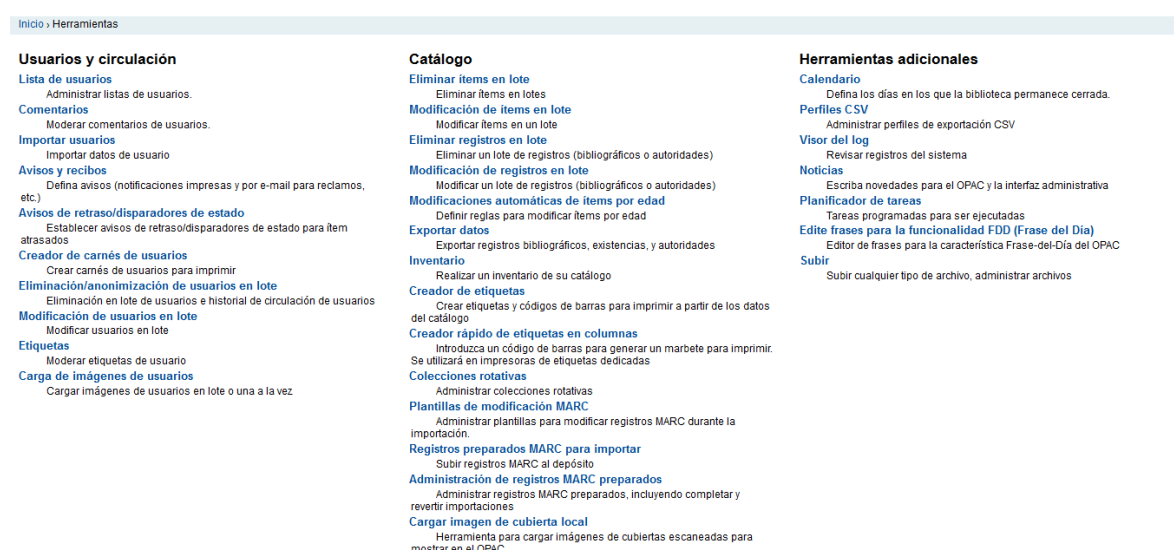 Inicio › Herramientas
Usuarios y circulación
Lista de usuarios
Administrar listas de usuarios.
Comentarios
Moderar comentarios de usuarios.
Importar usuarios
Importar datos de usuario
Avisos y recibos
Defina avisos (notificaciones impresas y por e-mail para reclamos,
etc.)
Avisos de retraso/disparadores de estado
Establecer avisos de retraso/disparadores de estado para ítem
atrasados
Creador de carnés de usuarios
Crear carnés de usuarios para imprimir
Eliminación/anonimización de usuarios en lote
Eliminación en lote de usuarios e historial de circulación de usuarios
Modificación de usuarios en lote
Modificar usuarios en lote
Etiquetas
Moderar etiquetas de usuario
Carga de imágenes de usuarios
Cargar imágenes de usuarios en lote o una a la vez
Catálogo
Eliminar ítems en lote
Eliminar ítems en lotes
Modificación de ítems en lote
Modificar ítems en un lote
Eliminar registros en lote
Eliminar un lote de registros (bibliográficos o autoridades)
Modificación de registros en lote
Modificar un lote de registros (bibliográficos o autoridades)
Modificaciones automáticas de ítems por edad
Definir reglas para modificar ítems por edad
Exportar datos
Exportar registros bibliográficos, existencias, y autoridades
Inventario
Realizar un inventario de su catálogo
Creador de etiquetas
Crear etiquetas y códigos de barras para imprimir a partir de los datos
del catálogo
Creador rápido de etiquetas en columnas
Introduzca un código de barras para generar un marbete para imprimir.
Se utilizará en impresoras de etiquetas dedicadas
Colecciones rotativas
Administrar colecciones rotativas
Plantillas de modificación MARC
Administrar plantillas para modificar registros MARC durante la
importación.
Registros preparados MARC para importar
Subir registros MARC al depósito
Administración de registros MARC preparados
Administrar registros MARC preparados, incluyendo completar y
revertir importaciones
Cargar imagen de cubierta local
Herramienta para cargar imágenes de cubiertas escaneadas para
mostrar en el OPAC
Herramientas adicionales
Calendario
Defina los días en los que la biblioteca permanece cerrada.
Perfiles CSV
Administrar perfiles de exportación CSV
Visor del log
Revisar registros del sistema
Noticias
Escriba novedades para el OPAC y la interfaz administrativa
Planificador de tareas
Tareas programadas para ser ejecutadas
Edite frases para la funcionalidad FDD (Frase del Día)
Editor de frases para la característica Frase-del-Día del OPAC
Subir
Subir cualquier tipo de archivo, administrar archivos